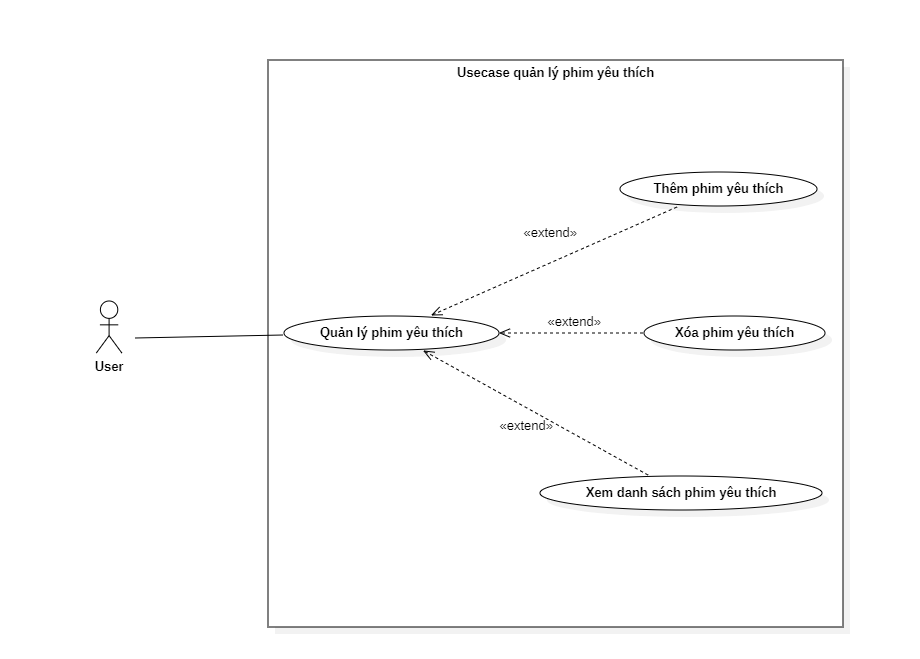 Usecase quản lý phim yêu thích
Thêm phim yêu thích
«extend»
«extend»
Quản lý phim yêu thích
Xóa phim yêu thích
User
«extend»
Xem danh sách phim yêu thích